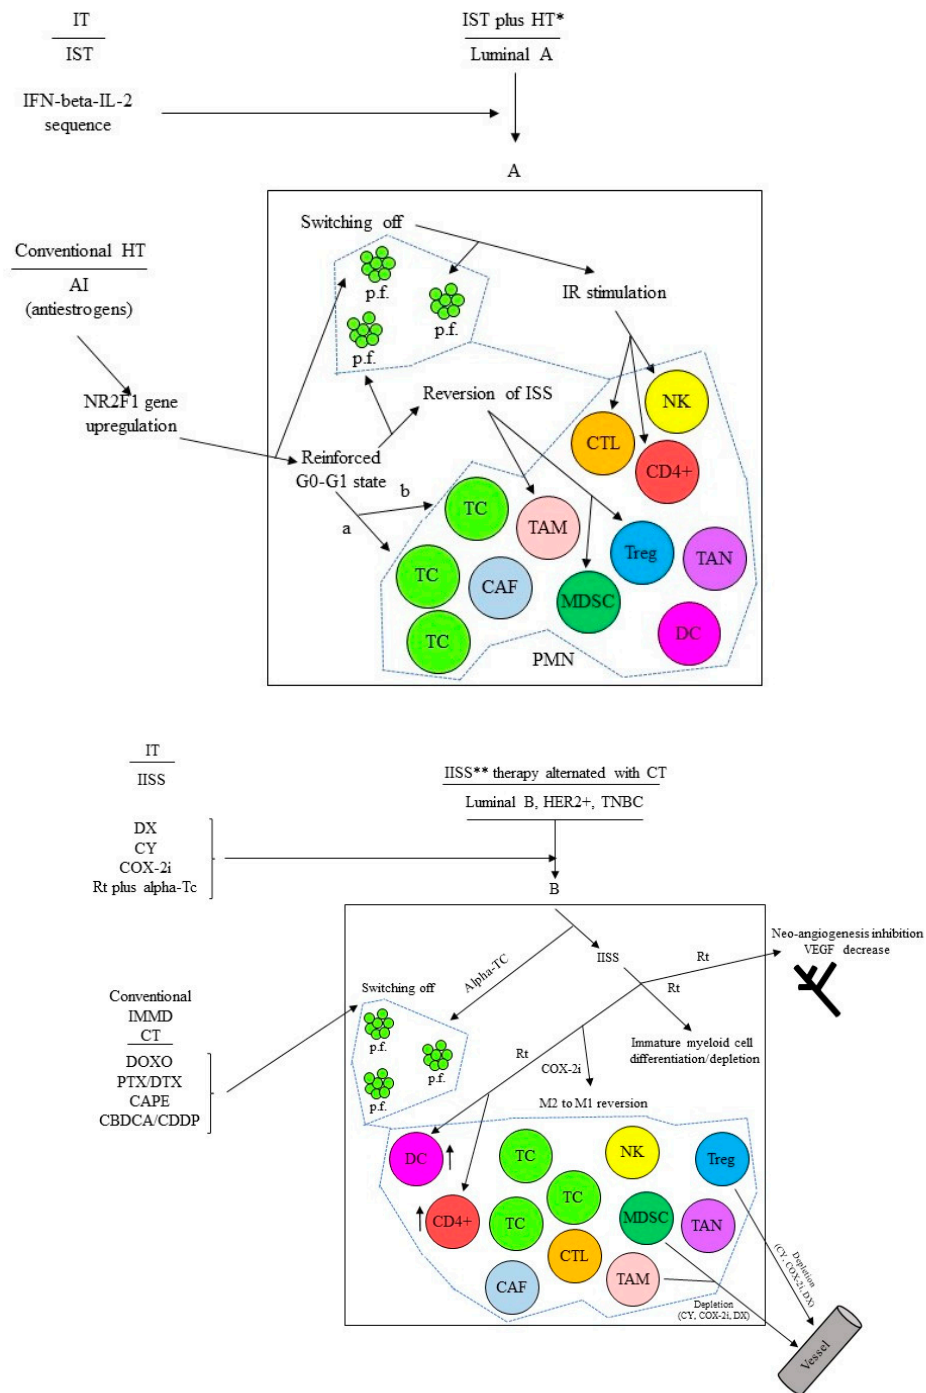 IT
IST
IFN-beta-IL-2
sequence
IST plus HT*
Luminal A
A
Conventional HT
AI
(antiestrogens)
NR2F1 gene
upregulation
Switching off
p.f.
p.f.
p.f.
IR stimulation
Reversion of ISS
Reinforced
G0-G1 state
b
a
NK
CTL
CD4+
TC
TAM
Treg
TAN
TC
CAF
MDSC
DC
TC
PMN
IT
IISS
DX
CY
COX-2i
Rt plus alpha-Tc
IISS** therapy alternated with CT
Luminal B, HER2+, TNBC
B
Conventional
IMMD
CT
DOXO
PTX/DTX
CAPE
CBDCA/CDDP
Switching off
p.f.
p.f.
p.f.
Alpha-TC
IISS
Rt
Rt
Neo-angiogenesis inhibition
VEGF decrease
Rt
COX-2i
Immature myeloid cell
differentiation/depletion
M2 to M1 reversion
DC
TC
NK
Treg
TC
CD4+
TC
MDSC
TAN
CTL
CAF
TAM
Depletion
(CY, COX-2i, DX)
Depletion
(CY, COX-2i, DX)
Vessel